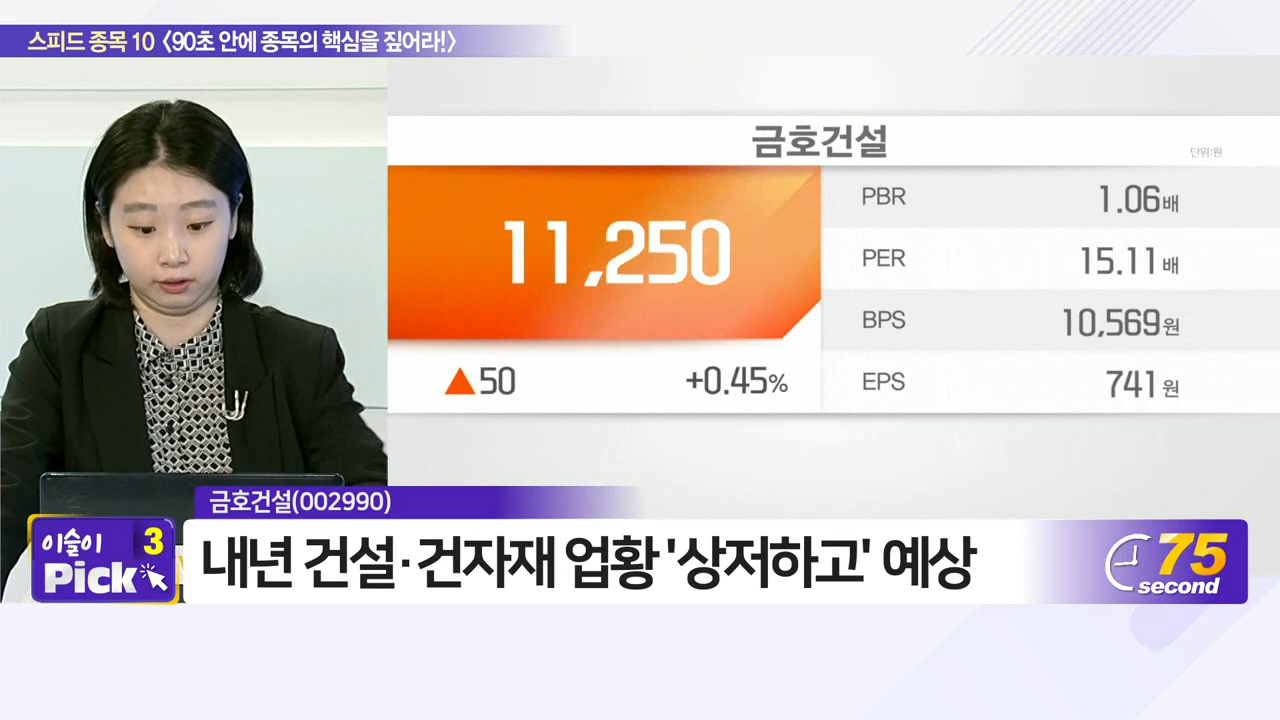 스피드 종목 10 〈90초 안에 종목의 핵심을 짚어라!〉
금호건설
단위:원
11,250
▲50 +0.45%
PBR 1.06배
PER 15.11배
BPS 10,569원
EPS 741원
금호건설(002990)
이슬이 3
Pick
내년 건설·건자재 업황 '상저하고' 예상
75
second